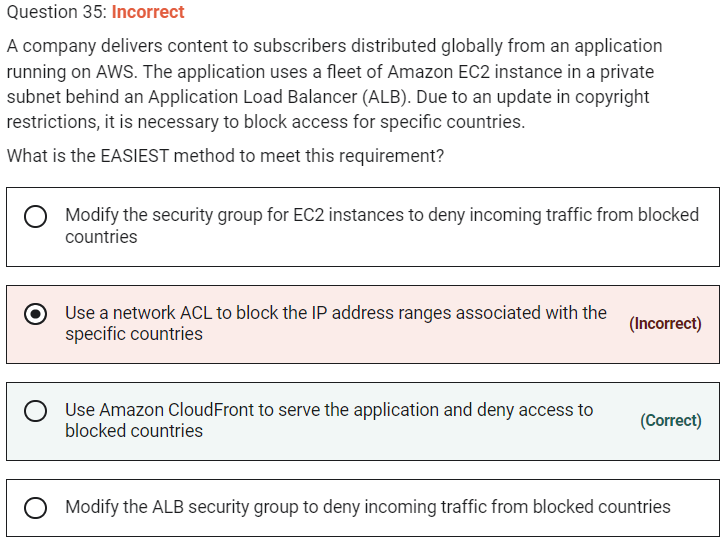 Question 35: Incorrect
A company delivers content to subscribers distributed globally from an application
running on AWS. The application uses a fleet of Amazon EC2 instance in a private
subnet behind an Application Load Balancer (ALB). Due to an update in copyright
restrictions, it is necessary to block access for specific countries.
What is the EASIEST method to meet this requirement?
Modify the security group for EC2 instances to deny incoming traffic from blocked
countries
Use a network ACL to block the IP address ranges associated with the
specific countries
(Incorrect)
Use Amazon CloudFront to serve the application and deny access to
blocked countries
(Correct)
Modify the ALB security group to deny incoming traffic from blocked countries